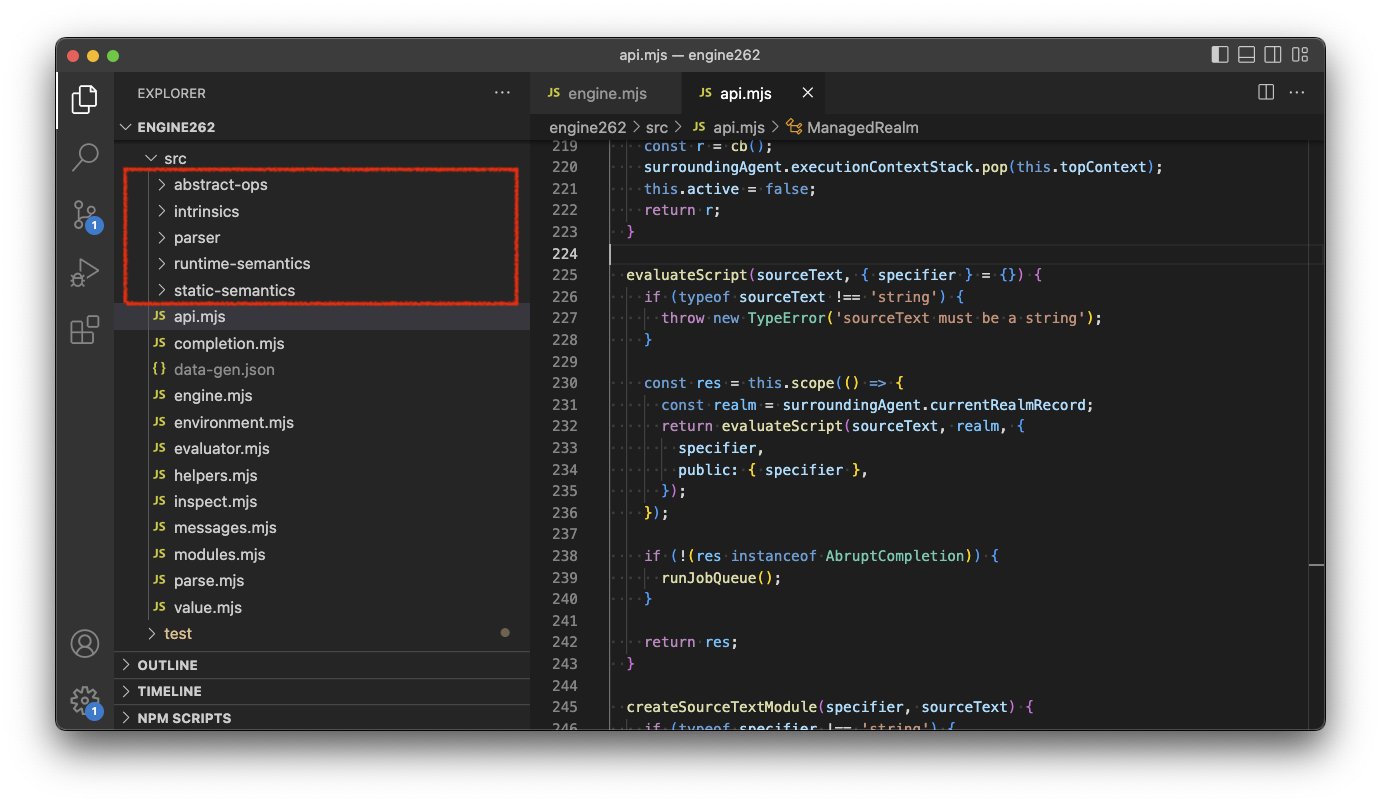 api.mjs — engine262
EXPLORER
ENGINE262
src
abstract-ops
intrinsics
parser
runtime-semantics
static-semantics
JS api.mjs
JS completion.mjs
{} data-gen.json
JS engine.mjs
JS environment.mjs
JS evaluator.mjs
JS helpers.mjs
JS inspect.mjs
JS messages.mjs
JS modules.mjs
JS parse.mjs
JS value.mjs
test
OUTLINE
TIMELINE
NPM SCRIPTS
1
1
JS engine.mjs
JS api.mjs
engine262 > src > JS api.mjs > ManagedRealm
219 const r = cb();
220 surroundingAgent.executionContextStack.pop(this.topContext);
221 this.active = false;
222 return r;
223 }
224
225 evaluateScript(sourceText, { specifier } = {}) {
226 if (typeof sourceText !== 'string') {
227 throw new TypeError('sourceText must be a string');
228 }
229
230 const res = this.scope(() => {
231 const realm = surroundingAgent.currentRealmRecord;
232 return evaluateScript(sourceText, realm, {
233 specifier,
234 public: { specifier },
235 });
236 });
237
238 if (!(res instanceof AbruptCompletion)) {
239 runJobQueue();
240 }
241
242 return res;
243 }
244
245 createSourceTextModule(specifier, sourceText) {
246 if (typeof specifier !== 'string') {